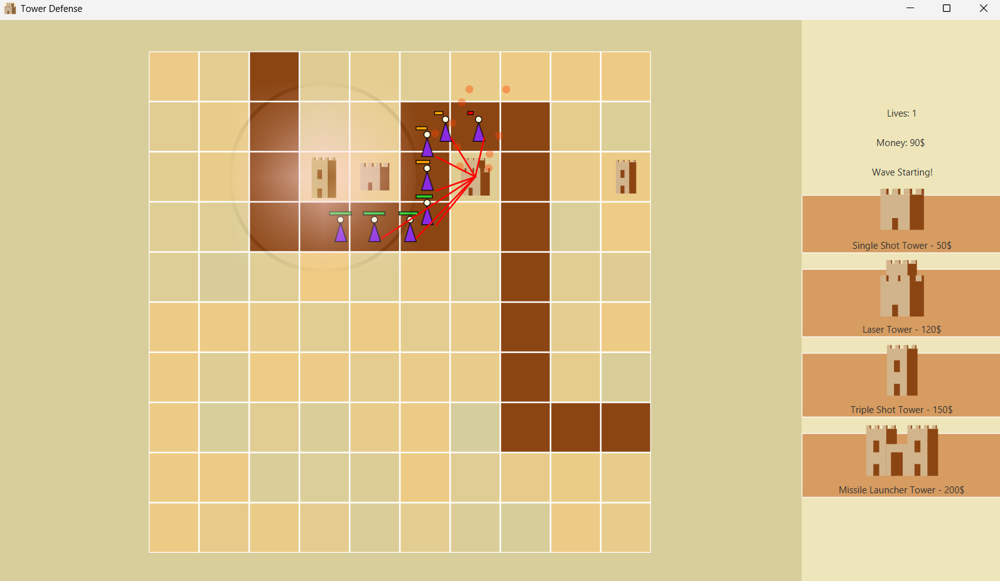 Tower Defense
Lives: 1
Money: 90$
Wave Starting!
Single Shot Tower - 50$
Laser Tower - 120$
Triple Shot Tower - 150$
Missile Launcher Tower - 200$